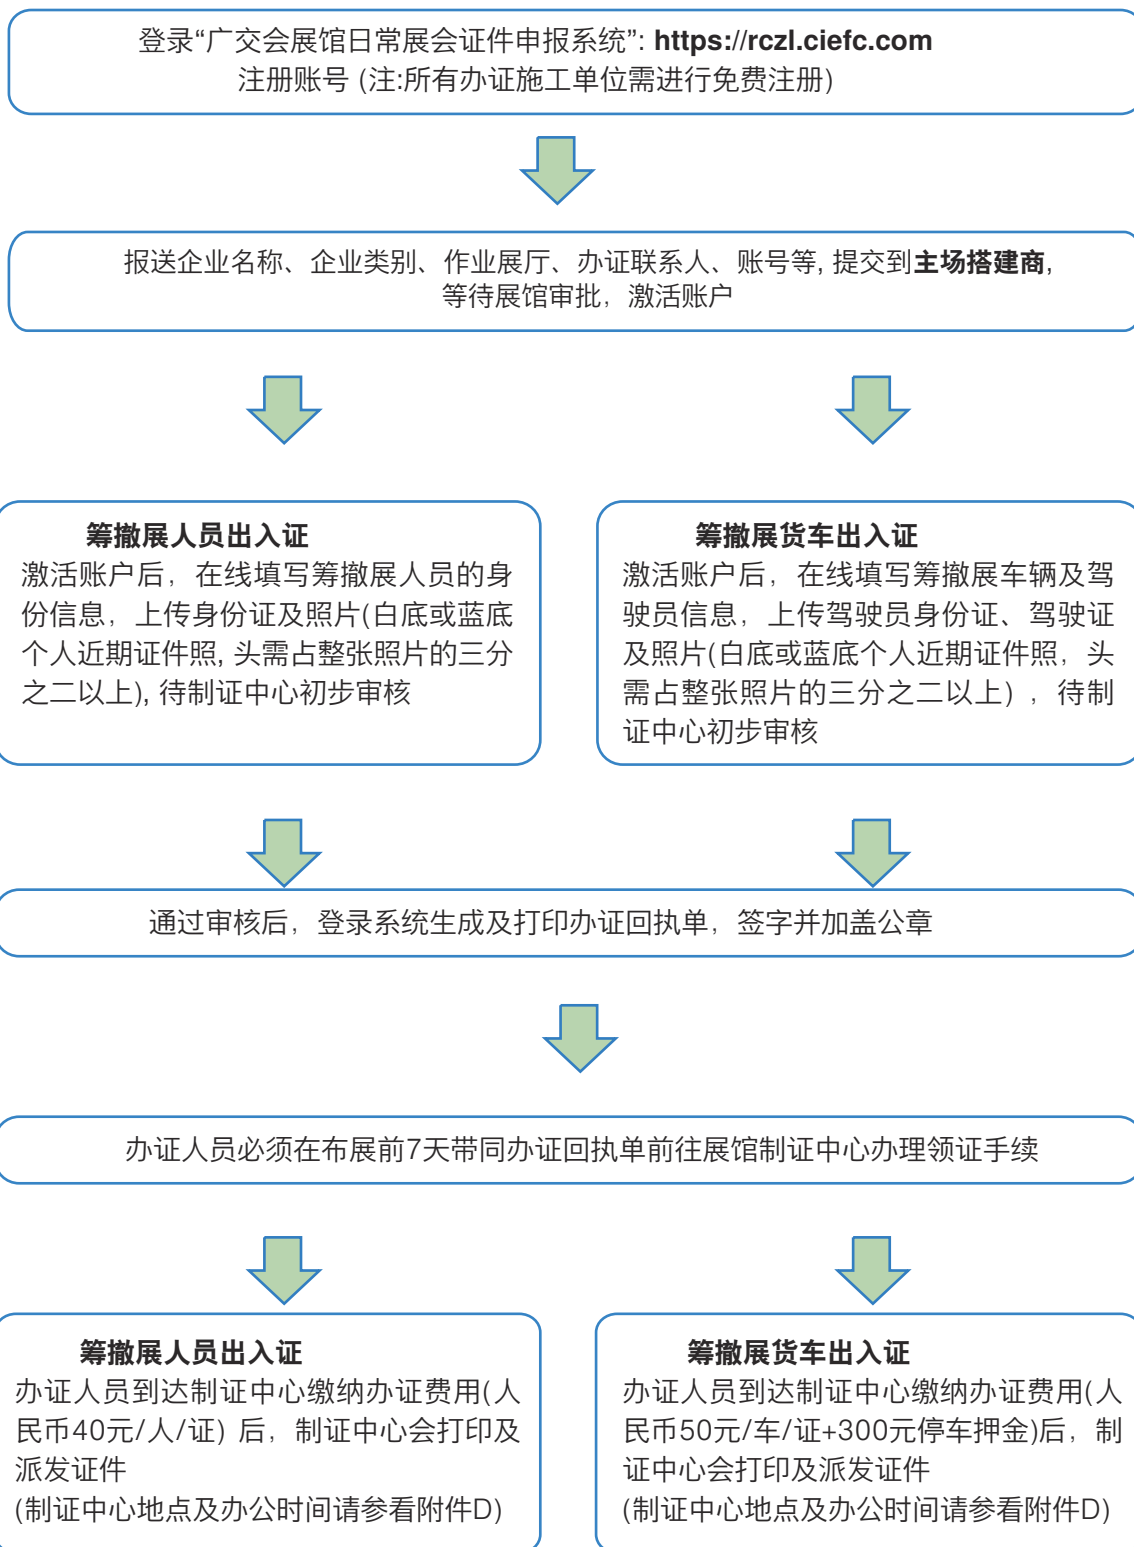 登录“广交会展馆日常展会证件申报系统”: https://rczl.ciefc.com
注册账号 (注:所有办证施工单位需进行免费注册)
报送企业名称、企业类别、作业展厅、办证联系人、账号等, 提交到主场搭建商,
等待展馆审批，激活账户
筹撤展人员出入证
激活账户后，在线填写筹撤展人员的身
份信息，上传身份证及照片(白底或蓝底
个人近期证件照, 头需占整张照片的三分
之二以上), 待制证中心初步审核
筹撤展货车出入证
激活账户后，在线填写筹撤展车辆及驾
驶员信息，上传驾驶员身份证、驾驶证
及照片(白底或蓝底个人近期证件照，头
需占整张照片的三分之二以上) ，待制
证中心初步审核
通过审核后，登录系统生成及打印办证回执单，签字并加盖公章
办证人员必须在布展前7天带同办证回执单前往展馆制证中心办理领证手续
筹撤展人员出入证
办证人员到达制证中心缴纳办证费用(人
民币40元/人/证) 后，制证中心会打印及
派发证件
(制证中心地点及办公时间请参看附件D)
筹撤展货车出入证
办证人员到达制证中心缴纳办证费用(人
民币50元/车/证+300元停车押金)后，制
证中心会打印及派发证件
(制证中心地点及办公时间请参看附件D)